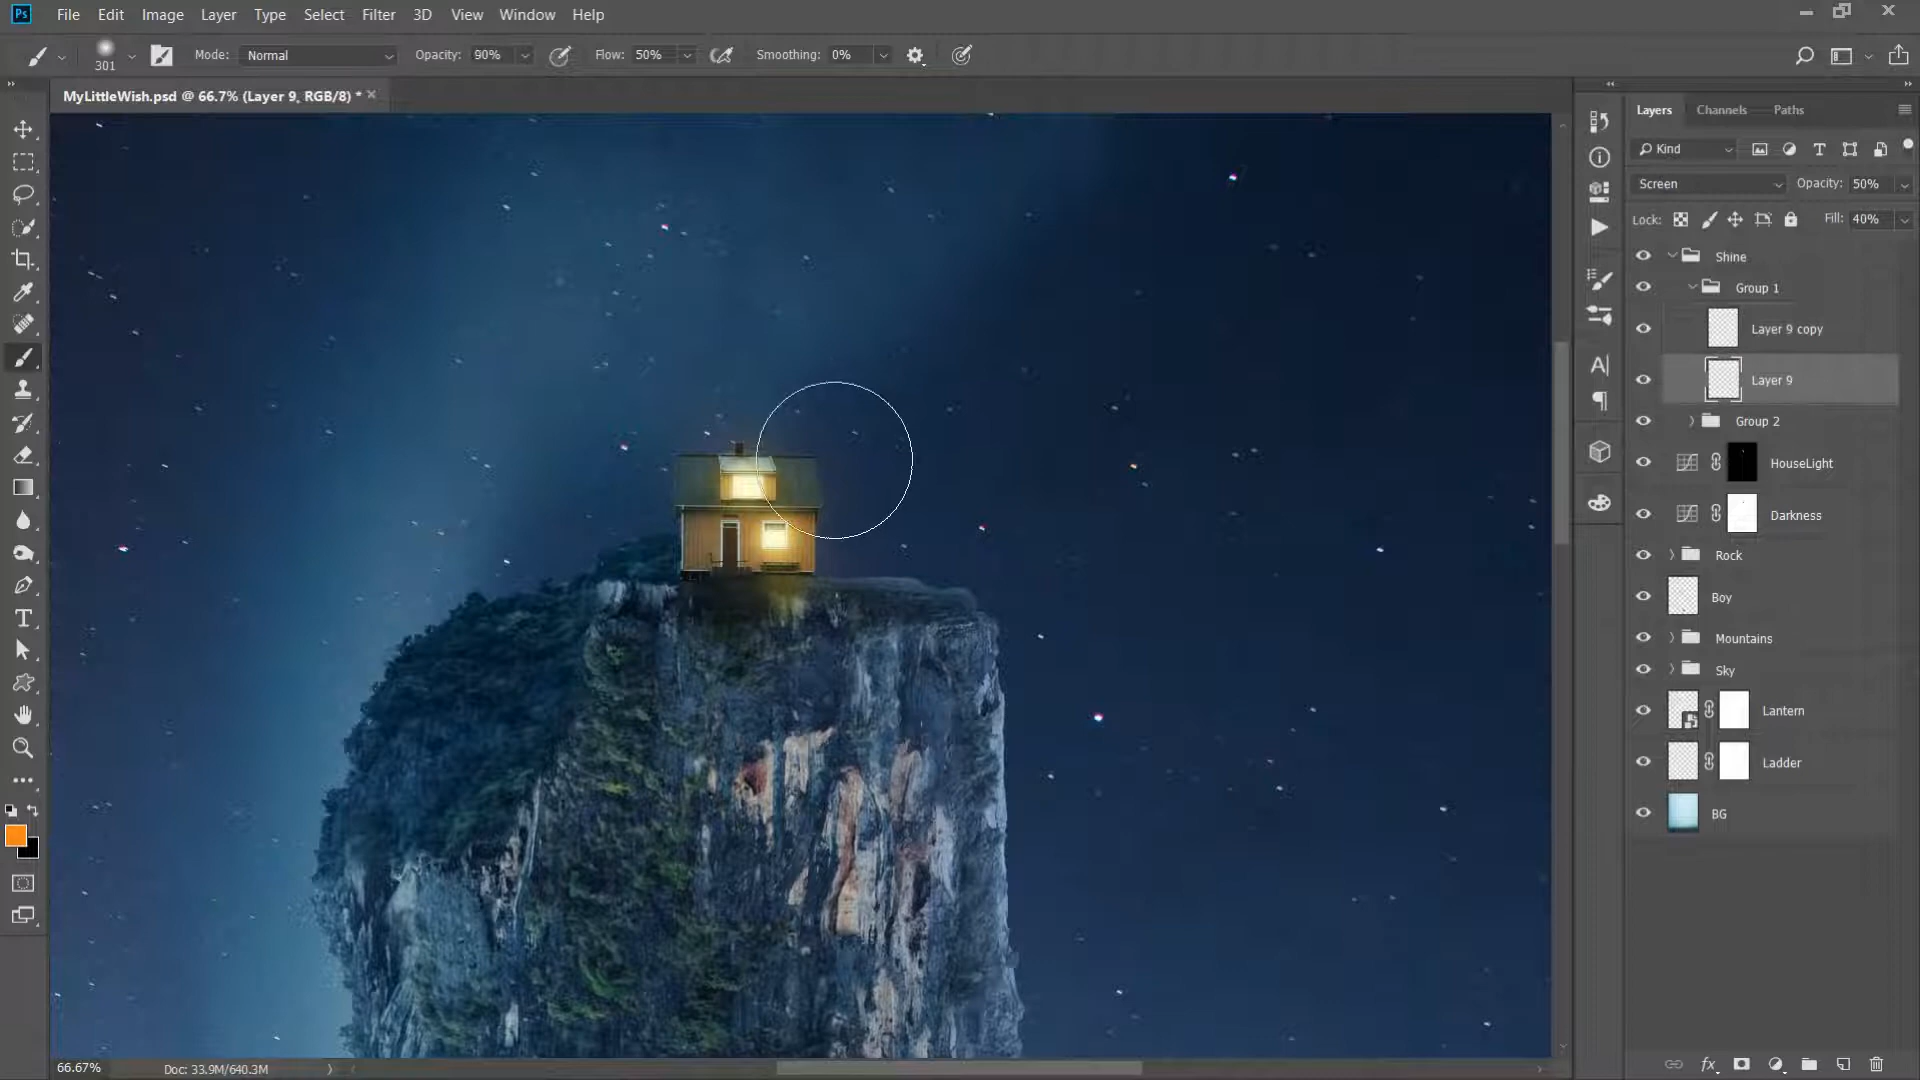 Ps File Edit Image Layer Type Select Filter 3D View Window Help
301 Mode: Normal Opacity: 90% Flow: 50% Smoothing: 0%
MyLittleWish.psd @ 66.7% (Layer 9, RGB/8) *
Layers Channels Paths
Kind
Screen Opacity: 50%
Lock: Fill: 40%
Shine
Group 1
Layer 9 copy
Layer 9
Group 2
HouseLight
Darkness
Rock
Boy
Mountains
Sky
Lantern
Ladder
BG
66.67% Doc: 33.9M/640.3M
fx